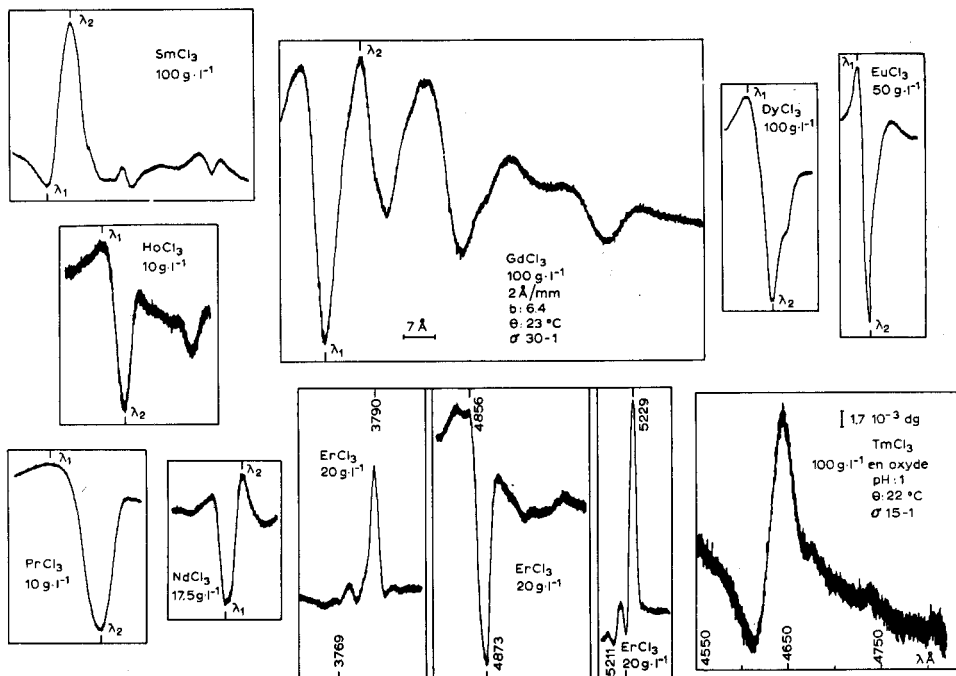 λ₂
SmCl₃
100 g·l⁻¹
λ₁
λ₂
GdCl₃
100 g·l⁻¹
2 Å/mm
b: 6.4
θ: 23 °C
σ 30-1
7 Å
λ₁
λ₁
DyCl₃
100 g·l⁻¹
λ₂
λ₁
EuCl₃
50 g·l⁻¹
λ₂
λ₁
HoCl₃
10 g·l⁻¹
λ₂
λ₁
PrCl₃
10 g·l⁻¹
λ₂
λ₂
NdCl₃
17.5 g·l⁻¹
λ₁
3790
ErCl₃
20 g·l⁻¹
3769
4856
ErCl₃
20 g·l⁻¹
4873
5229
5211
ErCl₃
20 g·l⁻¹
1.7 10⁻³ dg
TmCl₃
100 g·l⁻¹ en oxyde
pH: 1
θ: 22 °C
σ 15-1
4550
4650
4750
λÅ